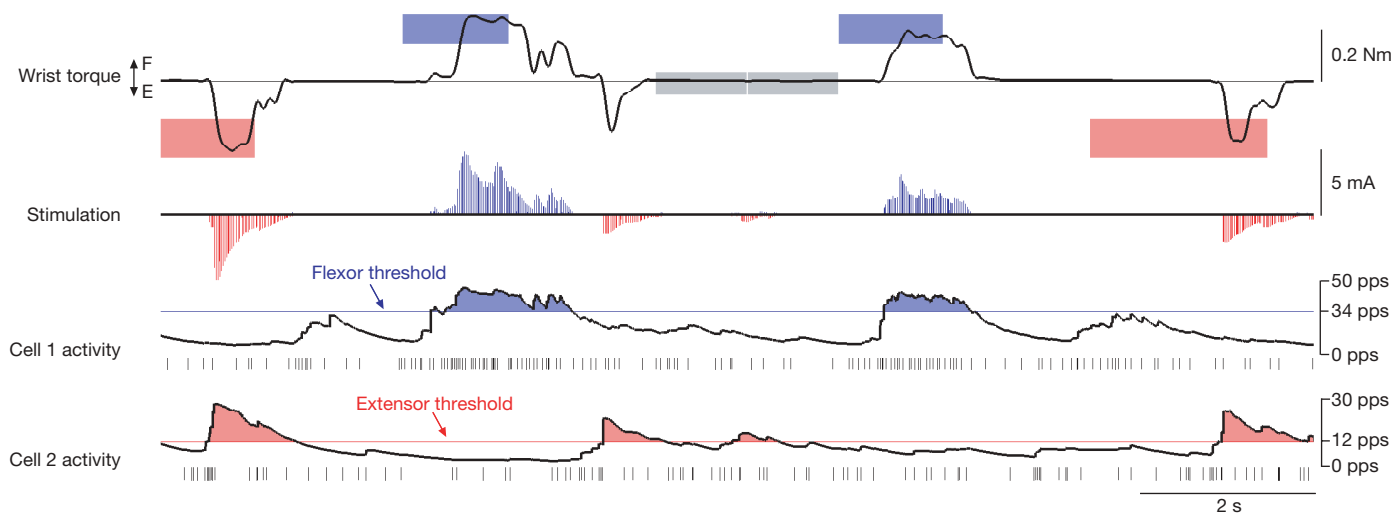 F
Wrist torque
E
0.2 Nm
5 mA
Stimulation
Flexor threshold
50 pps
34 pps
Cell 1 activity
0 pps
Extensor threshold
30 pps
12 pps
Cell 2 activity
0 pps
2 s